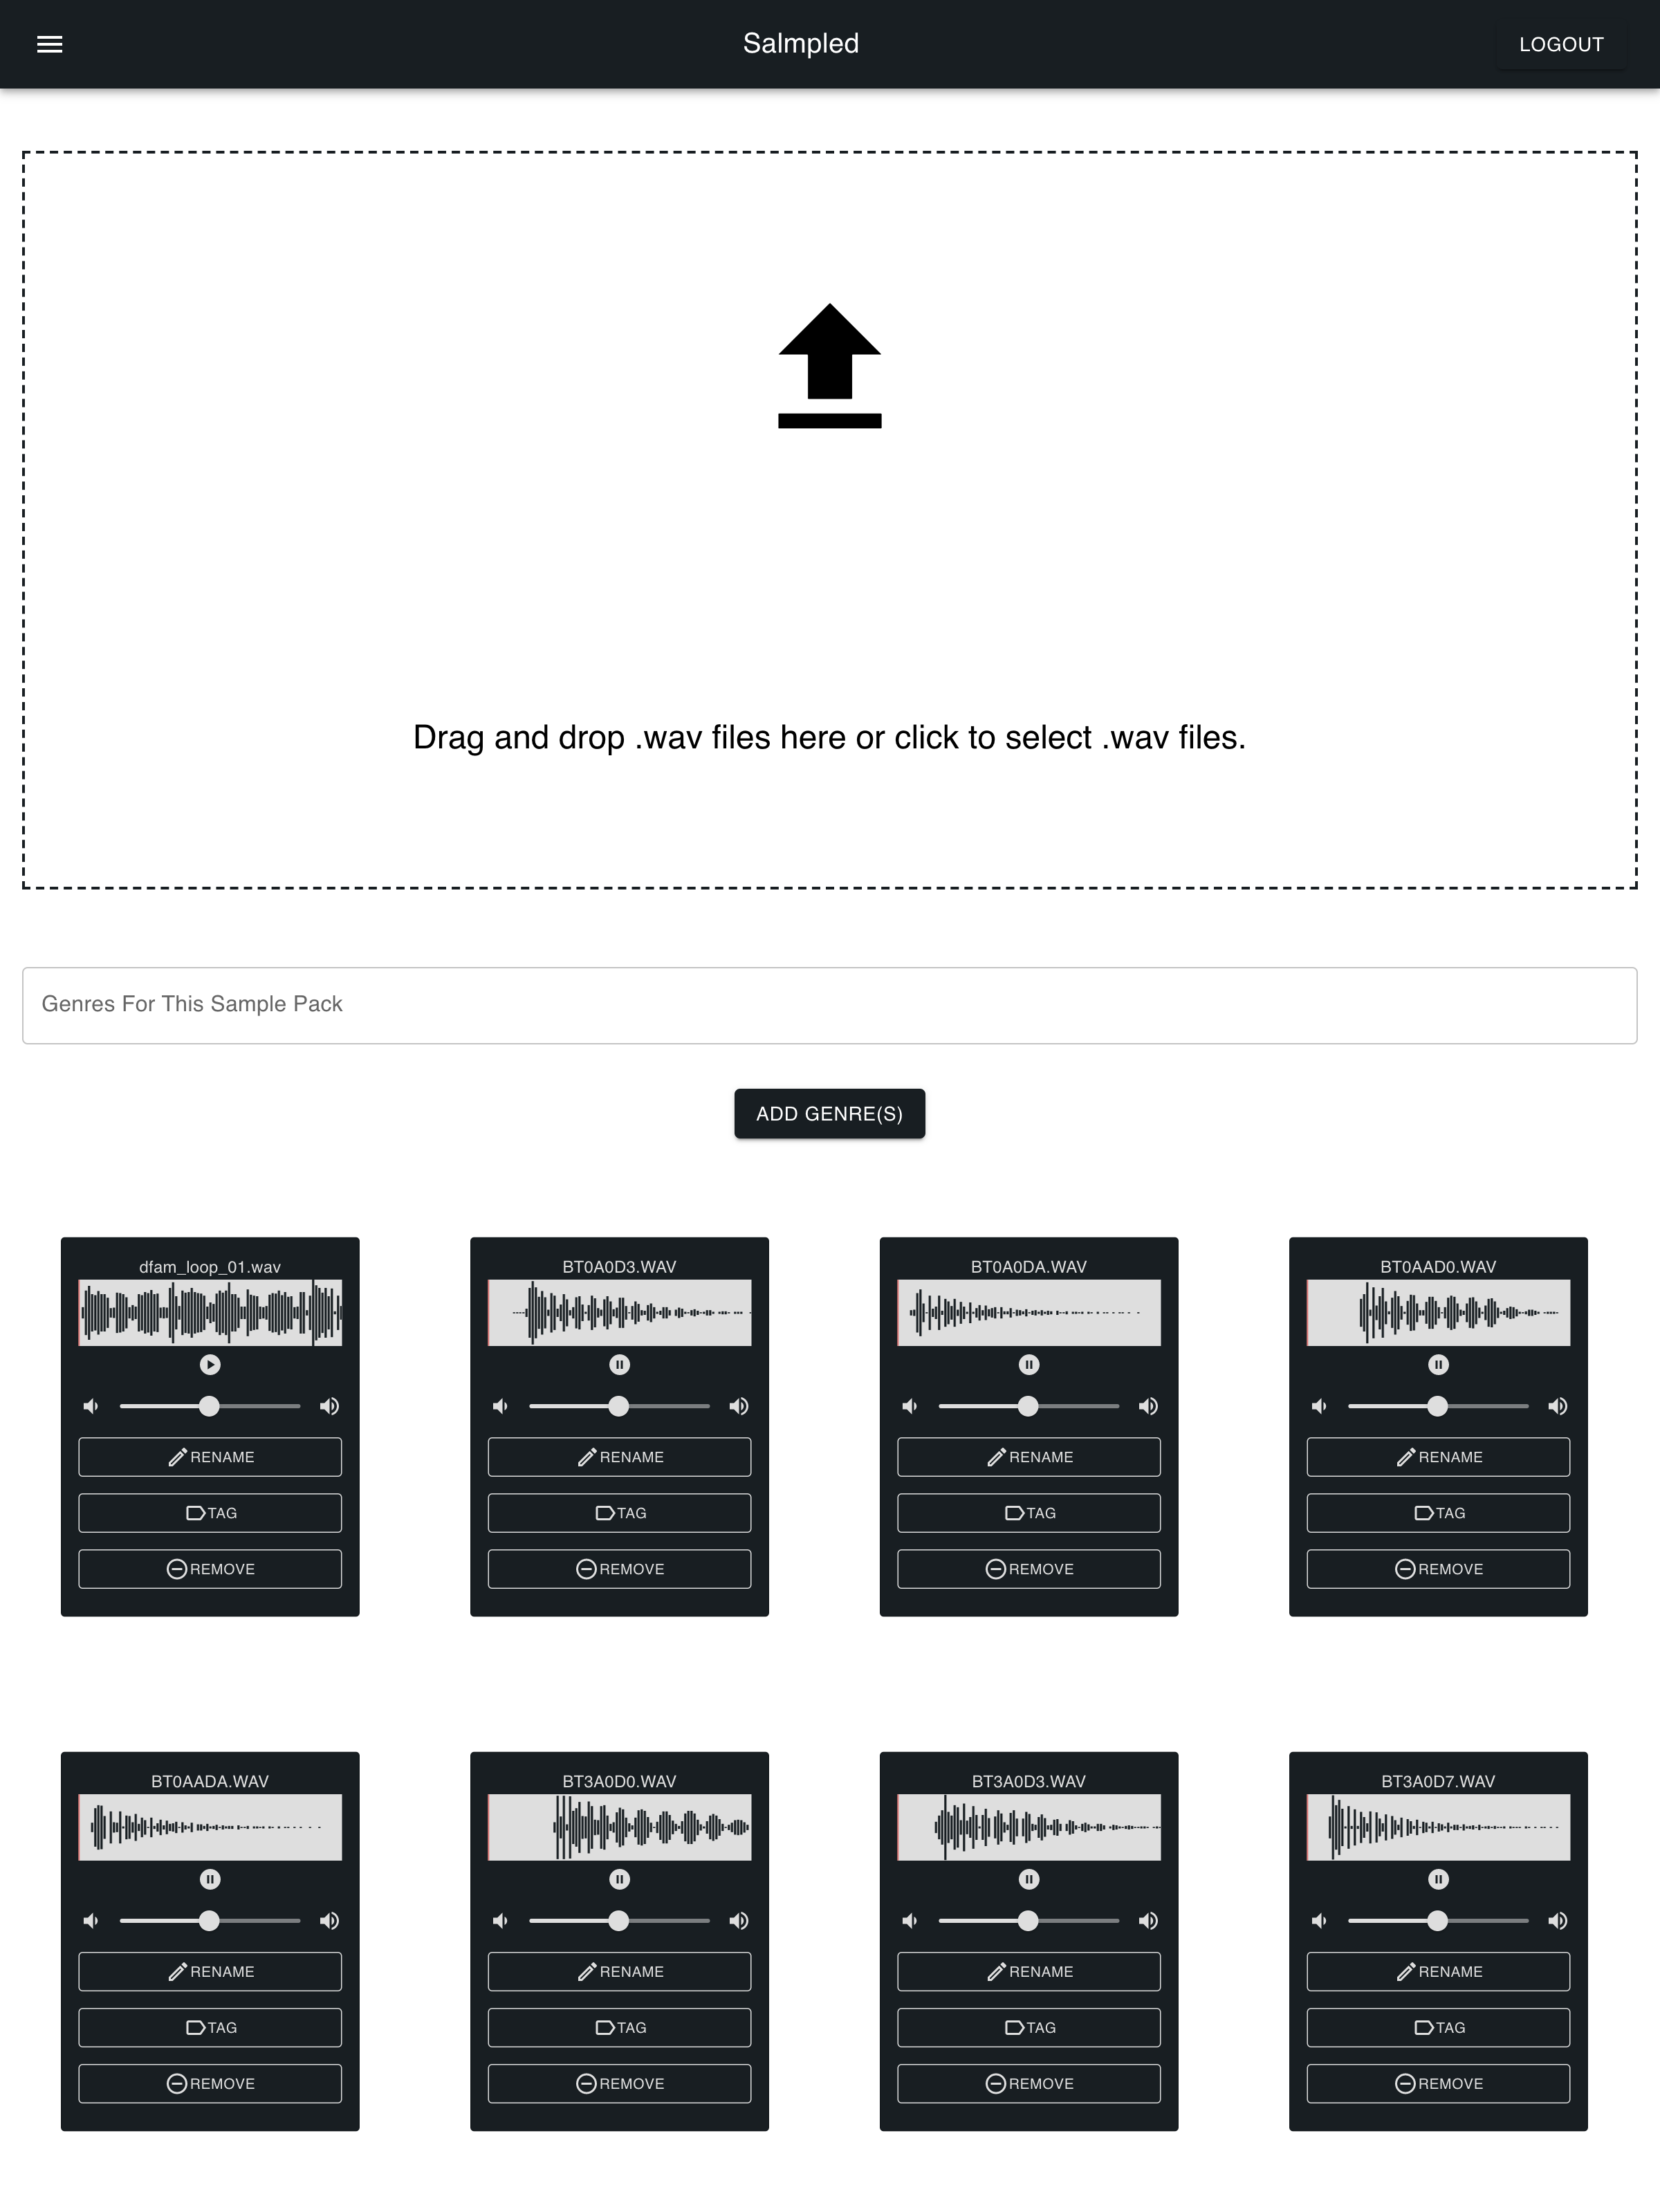 Salmpled
LOGOUT
Drag and drop .wav files here or click to select .wav files.
Genres For This Sample Pack
ADD GENRE(S)
dfam_loop_01.wav
BT0A0D3.WAV
BT0A0DA.WAV
BT0AAD0.WAV
RENAME
RENAME
RENAME
RENAME
TAG
TAG
TAG
TAG
REMOVE
REMOVE
REMOVE
REMOVE
BT0AADA.WAV
BT3A0D0.WAV
BT3A0D3.WAV
BT3A0D7.WAV
RENAME
RENAME
RENAME
RENAME
TAG
TAG
TAG
TAG
REMOVE
REMOVE
REMOVE
REMOVE